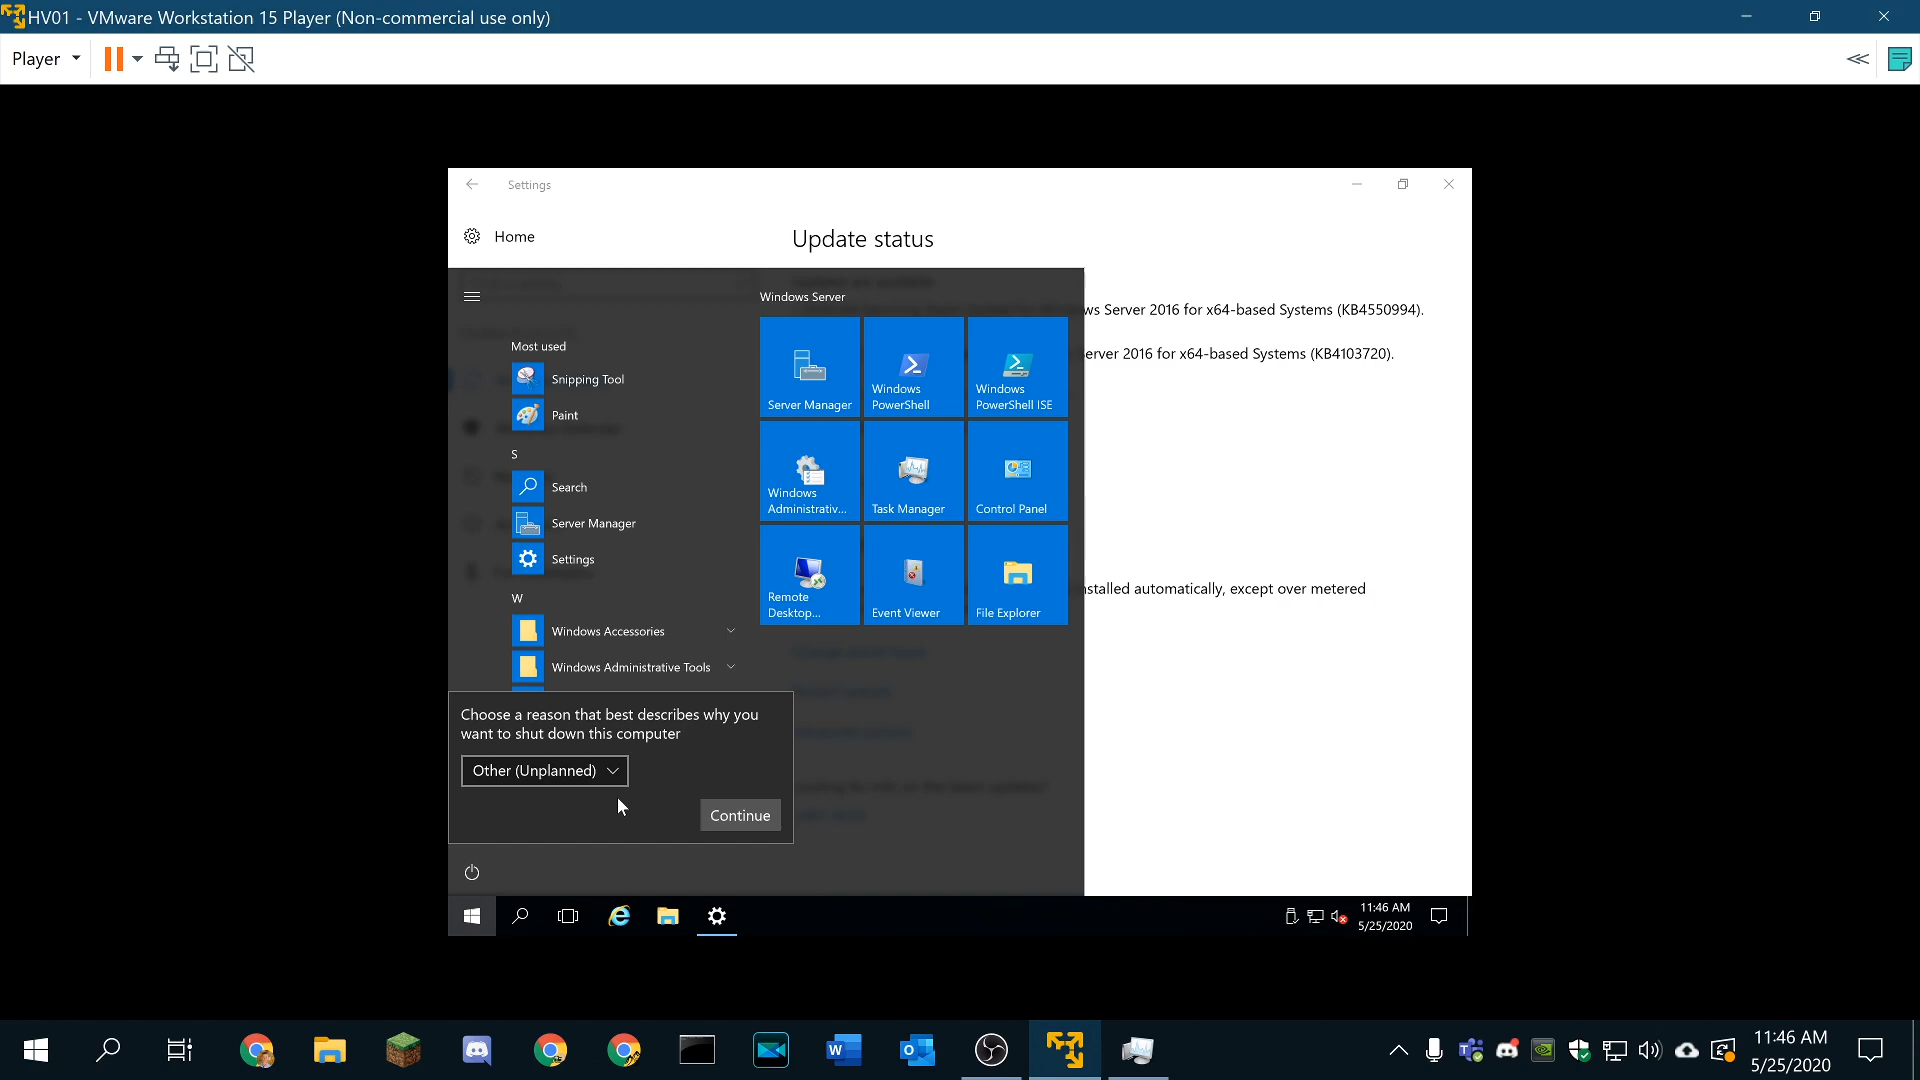 HV01 - VMware Workstation 15 Player (Non-commercial use only)
Player
Settings
Home
Update status
Windows Server
ws Server 2016 for x64-based Systems (KB4550994).
erver 2016 for x64-based Systems (KB4103720).
Most used
Snipping Tool
Paint
S
Search
Server Manager
Settings
W
Windows Accessories
Windows Administrative Tools
Server Manager
Windows
PowerShell
Windows
PowerShell ISE
Windows
Administrativ...
Task Manager
Control Panel
Remote
Desktop...
Event Viewer
File Explorer
nstalled automatically, except over metered
Choose a reason that best describes why you
want to shut down this computer
Other (Unplanned)
Continue
11:46 AM
5/25/2020
11:46 AM
5/25/2020